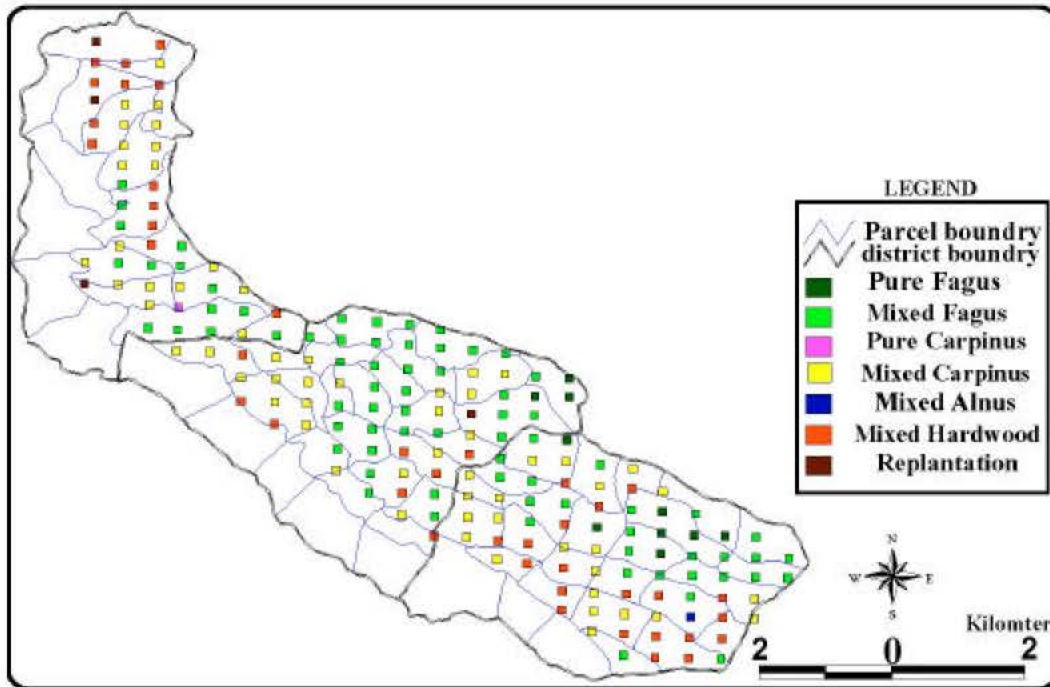 LEGEND
Parcel boundry
district boundry
Pure Fagus
Mixed Fagus
Pure Carpinus
Mixed Carpinus
Mixed Alnus
Mixed Hardwood
Replantation
N
W E
S
Kilomter
2 0 2